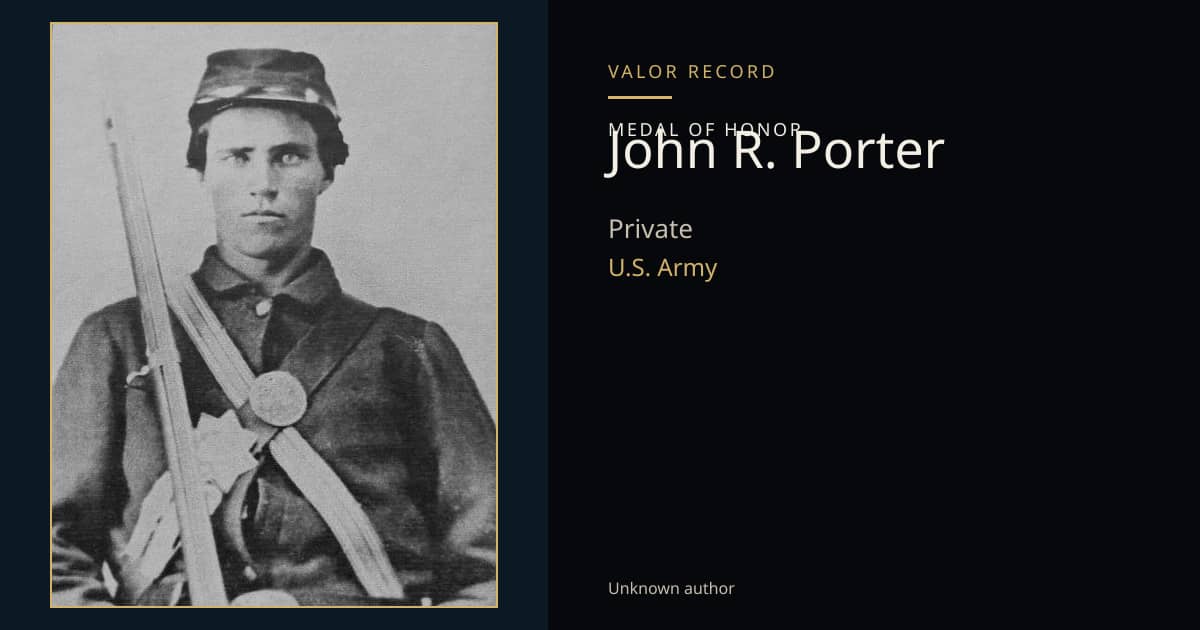 VALOR RECORD
MEDAL OF HONOR
John R. Porter
Private
U.S. Army
Unknown author